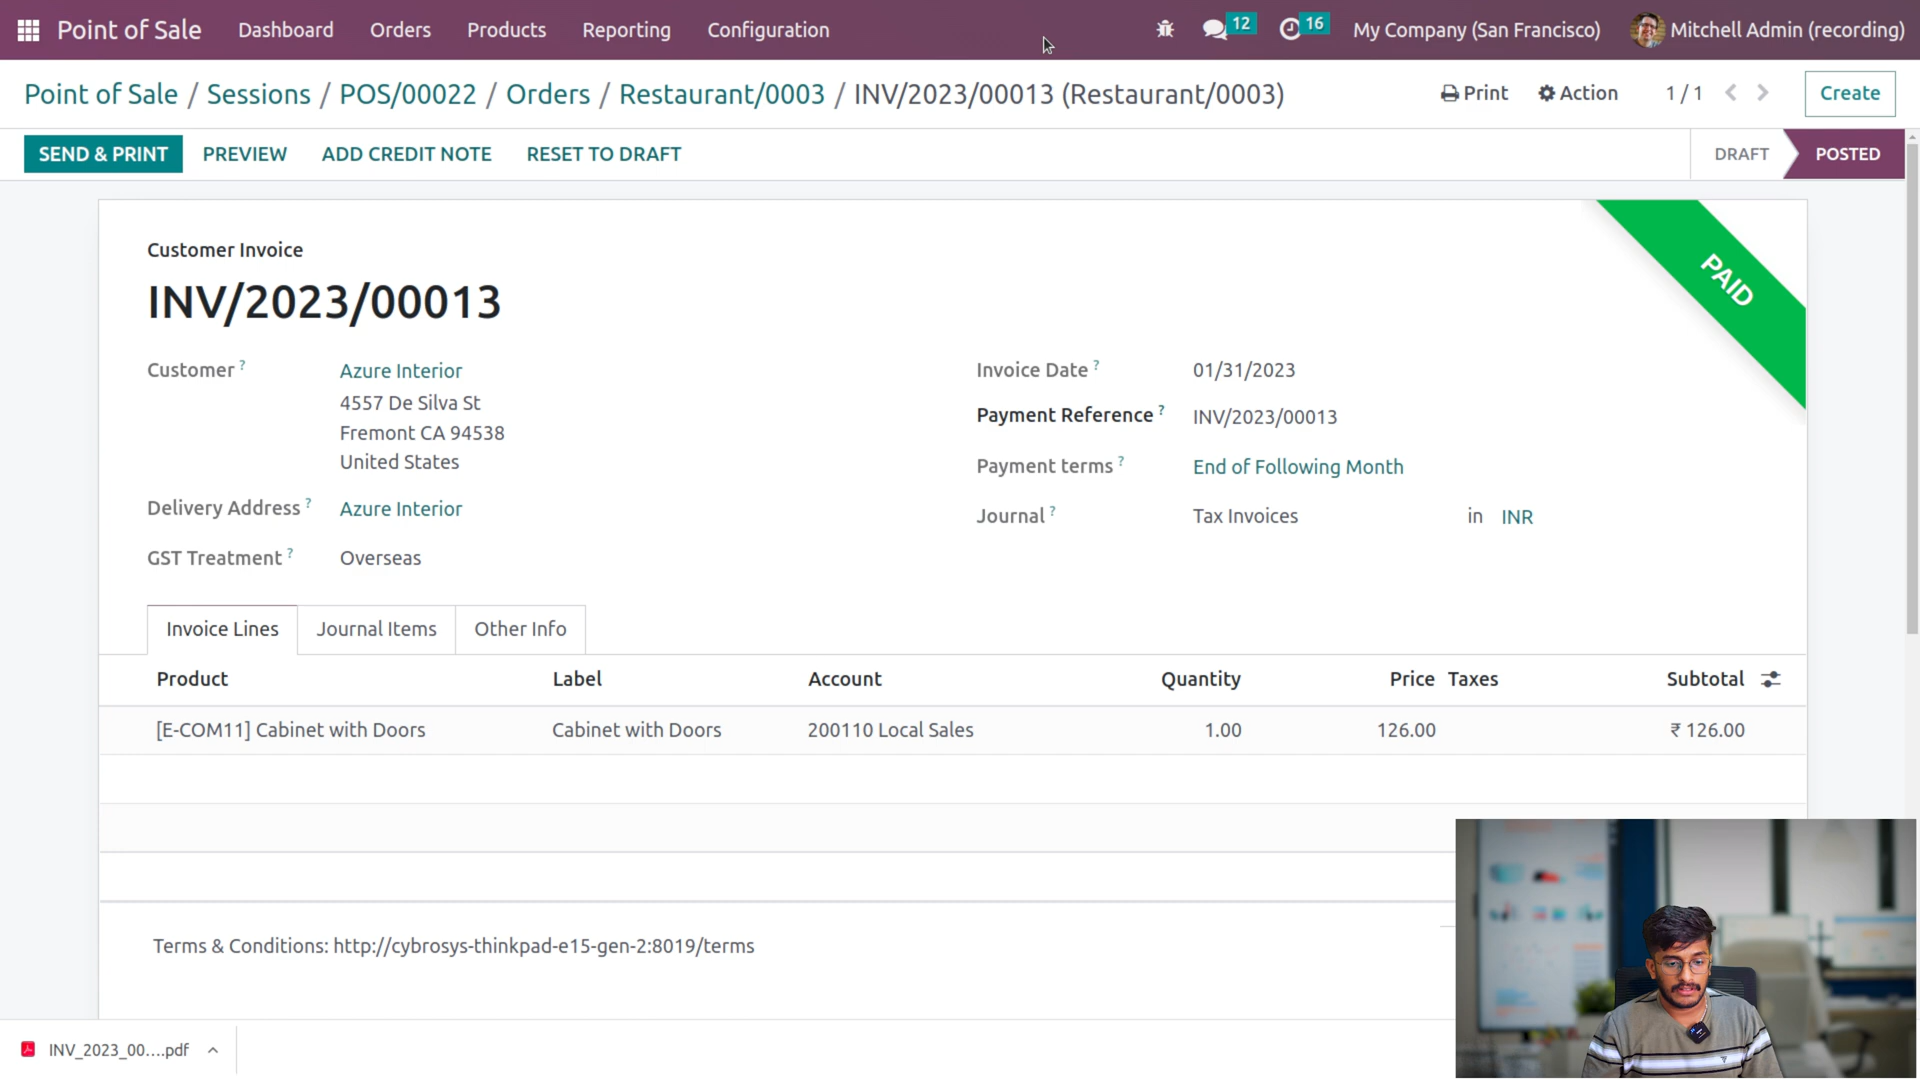 Point of Sale Dashboard Orders Products Reporting Configuration 12 16 My Company (San Francisco) Mitchell Admin (recording)
Point of Sale / Sessions / POS/00022 / Orders / Restaurant/0003 / INV/2023/00013 (Restaurant/0003) Print Action 1 / 1 Create
SEND & PRINT PREVIEW ADD CREDIT NOTE RESET TO DRAFT DRAFT POSTED
Customer Invoice
PAID
INV/2023/00013
Customer ? Azure Interior Invoice Date ? 01/31/2023
4557 De Silva St
Payment Reference ? INV/2023/00013
Fremont CA 94538
United States Payment terms ? End of Following Month
Delivery Address ? Azure Interior Journal ? Tax Invoices in INR
GST Treatment ? Overseas
Invoice Lines Journal Items Other Info
Product Label Account Quantity Price Taxes Subtotal
[E-COM11] Cabinet with Doors Cabinet with Doors 200110 Local Sales 1.00 126.00 ₹ 126.00
Terms & Conditions: http://cybrosys-thinkpad-e15-gen-2:8019/terms
INV_2023_00....pdf